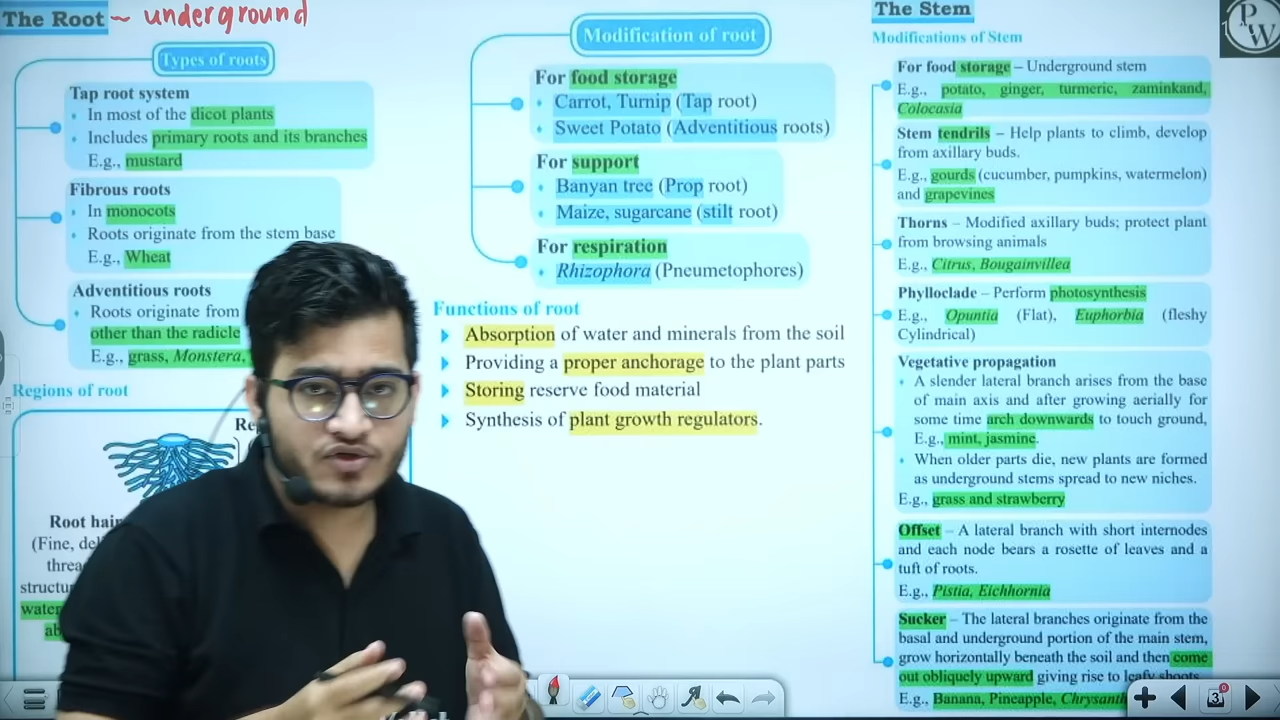 The Root ~ underground
Types of roots
Tap root system
In most of the dicot plants
Includes primary roots and its branches
E.g., mustard
Fibrous roots
In monocots
Roots originate from the stem base
E.g., Wheat
Adventitious roots
Roots originate from
other than the radicle
E.g., grass, Monstera,
Regions of root
Root hair
(Fine,
structu
water
Modification of root
For food storage
Carrot, Turnip (Tap root)
Sweet Potato (Adventitious roots)
For support
Banyan tree (Prop root)
Maize, sugarcane (stilt root)
For respiration
Rhizophora (Pneumetophores)
Functions of root
Absorption of water and minerals from the soil
Providing a proper anchorage to the plant parts
Storing reserve food material
Synthesis of plant growth regulators.
The Stem
Modifications of Stem
For food storage – Underground stem
E.g., potato, ginger, turmeric, zaminkand,
Colocasia
Stem tendrils – Help plants to climb, develop
from axillary buds.
E.g., gourds (cucumber, pumpkins, watermelon)
and grapevines
Thorns – Modified axillary buds; protect plant
from browsing animals
E.g., Citrus, Bougainvillea
Phylloclade – Perform photosynthesis
E.g., Opuntia (Flat), Euphorbia (fleshy
Cylindrical)
Vegetative propagation
A slender lateral branch arises from the base
of main axis and after growing aerially for
some time arch downwards to touch ground,
E.g., mint, jasmine.
When older parts die, new plants are formed
as underground stems spread to new niches.
E.g., grass and strawberry
Offset – A lateral branch with short internodes
and each node bears a rosette of leaves and a
tuft of roots.
E.g., Pistia, Eichhornia
Sucker – The lateral branches originate from the
basal and underground portion of the main stem,
grow horizontally beneath the soil and then come
out obliquely upward giving rise to leafy shoots
E.g., Banana, Pineapple, Chrysanth
PW
3